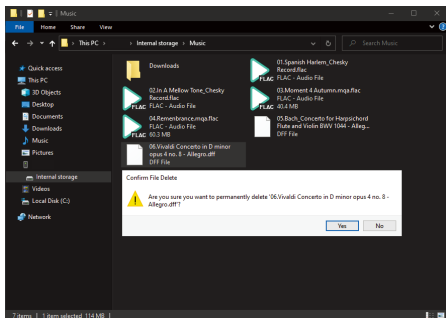 Music
File Home Share View
This PC Internal storage Music
Search Music
Quick access
This PC
3D Objects
Desktop
Documents
Downloads
Music
Pictures
Internal storage
Videos
Local Disk (C:)
Network
Downloads
01.Spanish Harlem_Chesky
Record.flac
FLAC - Audio File
FLAC
02.In A Mellow Tone_Chesky
Record.flac
FLAC - Audio File
FLAC
03.Moment 4 Autumn.mqa.flac
FLAC - Audio File
40.4 MB
FLAC
04.Remenbrance.mqa.flac
FLAC - Audio File
60.3 MB
FLAC
05.Bach_Concerto for Harpsichord
Flute and Violin BWV 1044 - Alleg...
DFF File
06.Vivaldi Concerto in D minor
opus 4 no. 8 - Allegro.dff
DFF File
Confirm File Delete
Are you sure you want to permanently delete '06.Vivaldi Concerto in D minor opus 4 no. 8 -
Allegro.dff'?
Yes No
7 items 1 item selected 114 MB